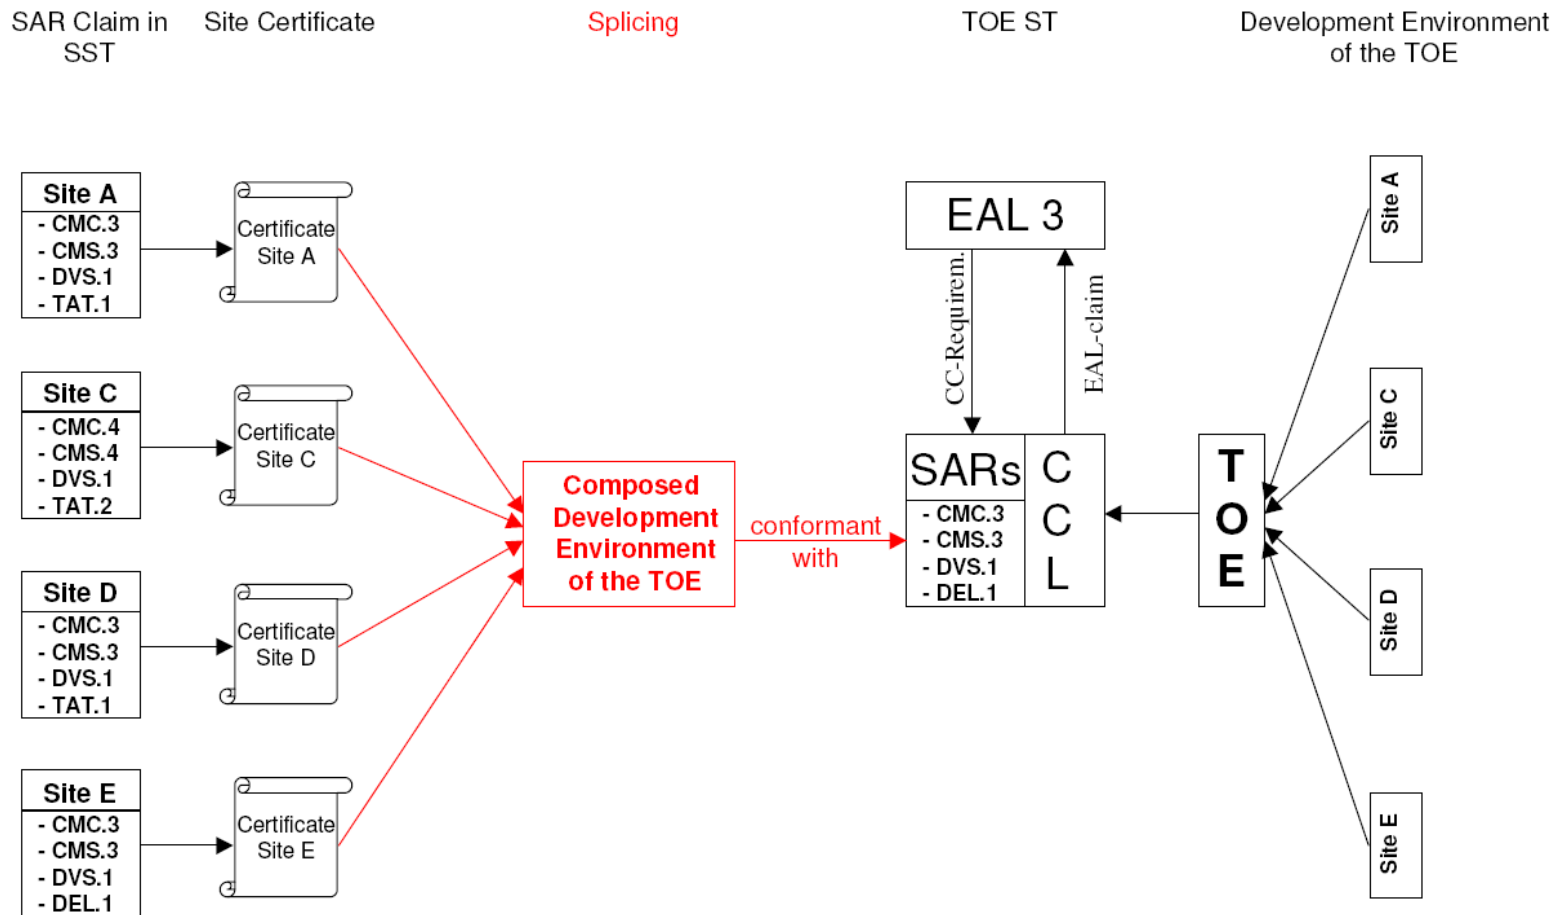 SAR Claim in
SST
Site Certificate
Splicing
TOE ST
Development Environment
of the TOE
Site A
- CMC.3
- CMS.3
- DVS.1
- TAT.1
Certificate
Site A
Site C
- CMC.4
- CMS.4
- DVS.1
- TAT.2
Certificate
Site C
Site D
- CMC.3
- CMS.3
- DVS.1
- TAT.1
Certificate
Site D
Site E
- CMC.3
- CMS.3
- DVS.1
- DEL.1
Certificate
Site E
Composed
Development
Environment
of the TOE
conformant
with
EAL 3
CC-Requirem.
EAL-claim
SARs
- CMC.3
- CMS.3
- DVS.1
- DEL.1
C
C
L
T
O
E
Site A
Site C
Site D
Site E